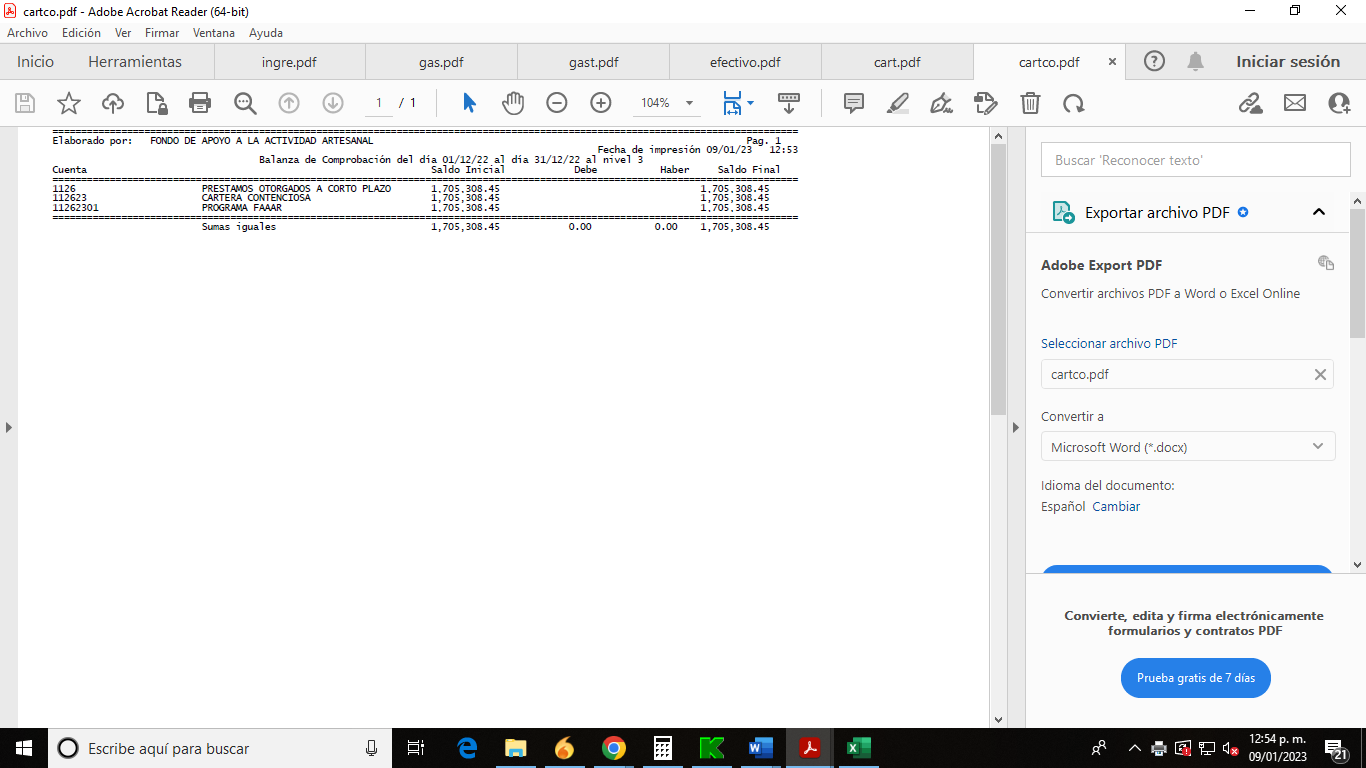 cartco.pdf - Adobe Acrobat Reader (64-bit)
Archivo Edición Ver Firmar Ventana Ayuda
Inicio Herramientas ingre.pdf gas.pdf gast.pdf efectivo.pdf cart.pdf cartco.pdf Iniciar sesión
1 / 1 104%
Elaborado por: FONDO DE APOYO A LA ACTIVIDAD ARTESANAL Pag. 1
Fecha de impresión 09/01/23 12:53
Balanza de Comprobación del día 01/12/22 al día 31/12/22 al nivel 3
Cuenta Saldo Inicial Debe Haber Saldo Final
1126 PRESTAMOS OTORGADOS A CORTO PLAZO 1,705,308.45 1,705,308.45
112623 CARTERA CONTENCIOSA 1,705,308.45 1,705,308.45
11262301 PROGRAMA FAAAR 1,705,308.45 1,705,308.45
Sumas iguales 1,705,308.45 0.00 0.00 1,705,308.45
Buscar 'Reconocer texto'
Exportar archivo PDF
Adobe Export PDF
Convertir archivos PDF a Word o Excel Online
Seleccionar archivo PDF
cartco.pdf
Convertir a
Microsoft Word (*.docx)
Idioma del documento:
Español Cambiar
Convierte, edita y firma electrónicamente
formularios y contratos PDF
Prueba gratis de 7 días
Escribe aquí para buscar
12:54 p. m.
09/01/2023
21